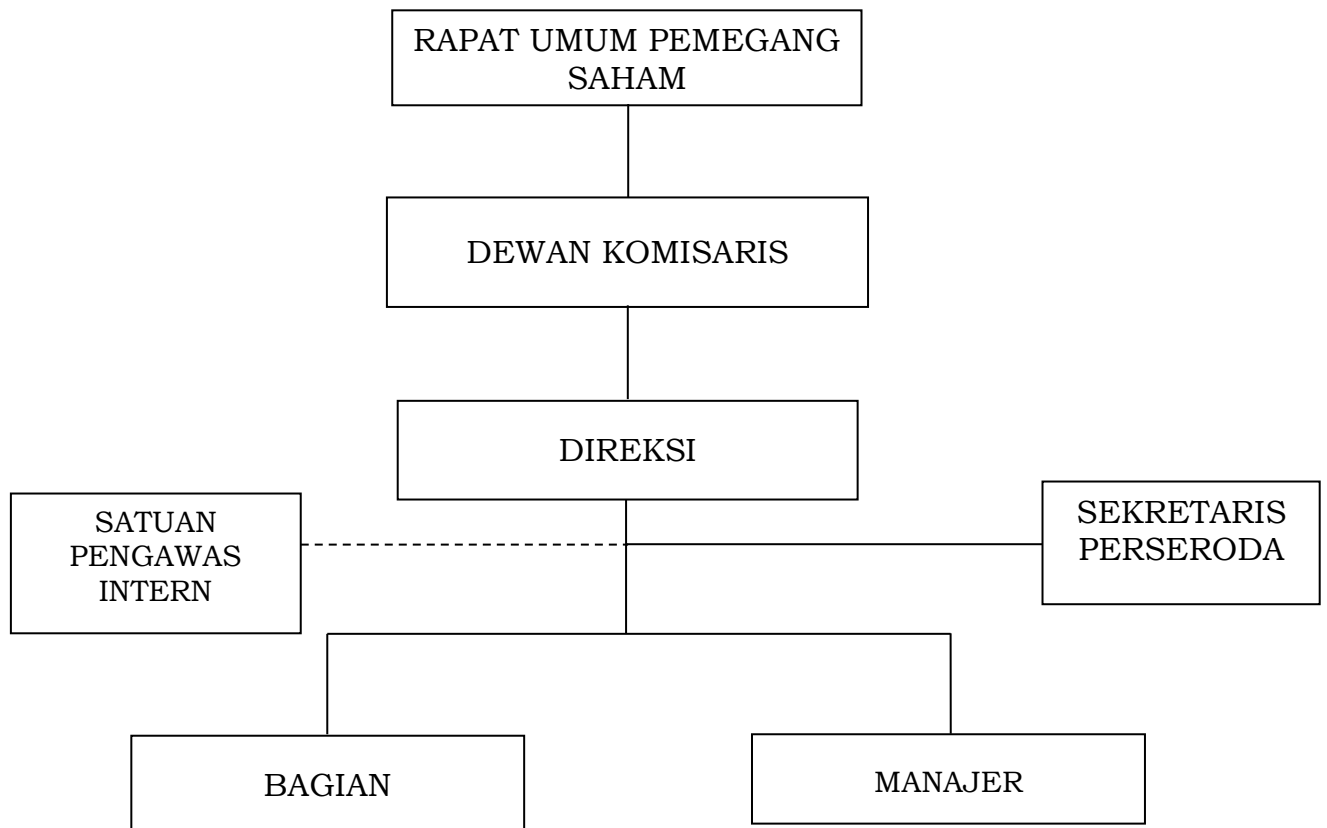 RAPAT UMUM PEMEGANG
SAHAM
DEWAN KOMISARIS
DIREKSI
SATUAN
PENGAWAS
INTERN
SEKRETARIS
PERSERODA
BAGIAN
MANAJER